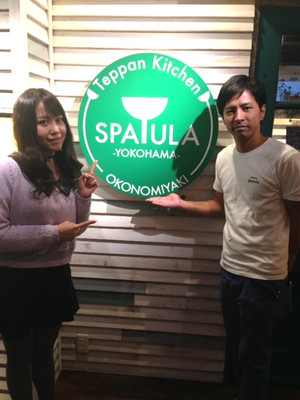 Teppan Kitchen
SPATULA
-YOKOHAMA-
OKONOMIYAKI